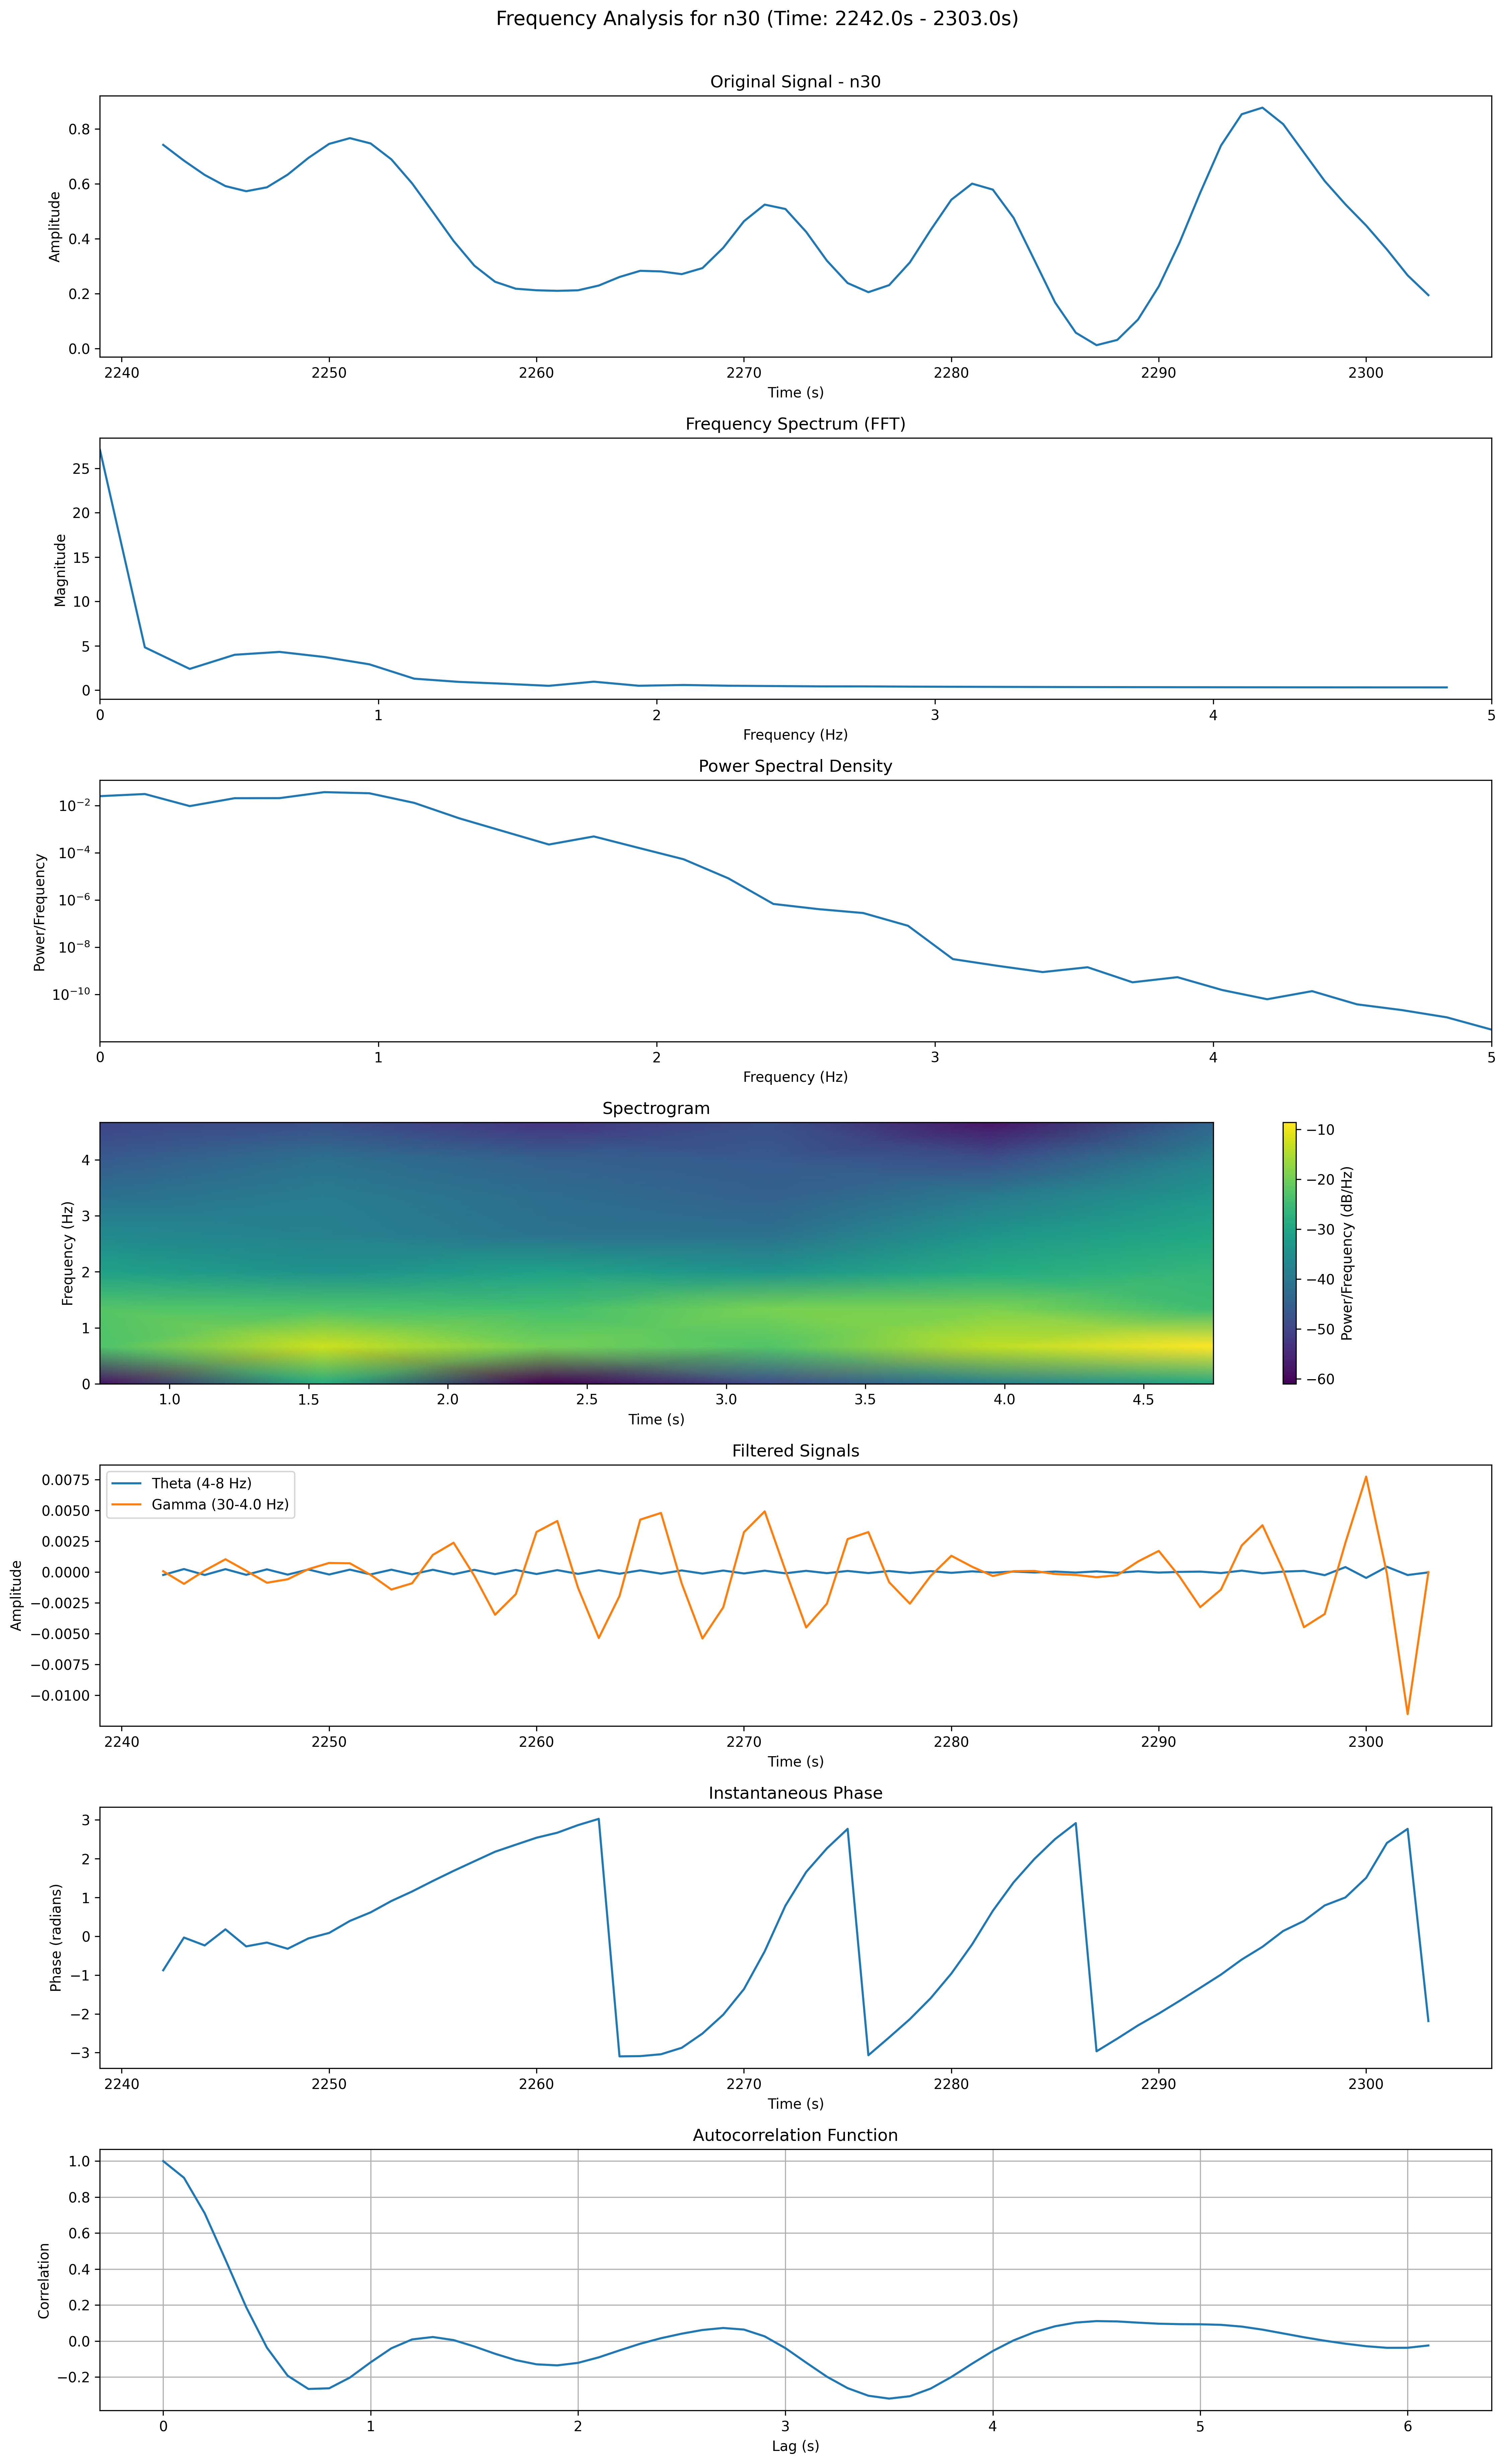 Frequency Analysis for n30 (Time: 2242.0s - 2303.0s)
Original Signal - n30
Amplitude
0.8
0.6
0.4
0.2
0.0
2240 2250 2260 2270 2280 2290 2300
Time (s)
Frequency Spectrum (FFT)
Magnitude
25
20
15
10
5
0
0 1 2 3 4 5
Frequency (Hz)
Power Spectral Density
Power/Frequency
10⁻²
10⁻⁴
10⁻⁶
10⁻⁸
10⁻¹⁰
0 1 2 3 4 5
Frequency (Hz)
Spectrogram
Frequency (Hz)
4
3
2
1
0
1.0 1.5 2.0 2.5 3.0 3.5 4.0 4.5
Time (s)
−10
−20
−30
−40
−50
−60
Power/Frequency (dB/Hz)
Filtered Signals
Theta (4-8 Hz)
Gamma (30-4.0 Hz)
Amplitude
0.0075
0.0050
0.0025
0.0000
−0.0025
−0.0050
−0.0075
−0.0100
2240 2250 2260 2270 2280 2290 2300
Time (s)
Instantaneous Phase
Phase (radians)
3
2
1
0
−1
−2
−3
2240 2250 2260 2270 2280 2290 2300
Time (s)
Autocorrelation Function
Correlation
1.0
0.8
0.6
0.4
0.2
0.0
−0.2
0 1 2 3 4 5 6
Lag (s)